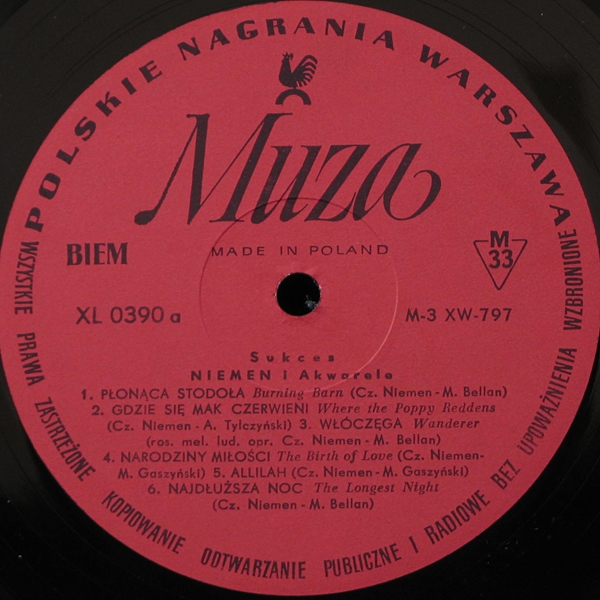 POLSKIE NAGRANIA WARSZAWA
Muza
BIEM
MADE IN POLAND
M
33
XL 0390 a
M-3 XW-797
Sukces
NIEMEN i Akwarele
1. PŁONĄCA STODOŁA Burning Barn (Cz. Niemen - M. Bellan)
2. GDZIE SIĘ MAK CZERWIENI Where the Poppy Reddens
(Cz. Niemen - A. Tylczyński) 3. WŁÓCZĘGA Wanderer
(ros. mel. lud. opr. Cz. Niemen - M. Bellan)
4. NARODZINY MIŁOŚCI The Birth of Love (Cz. Niemen-
M. Gaszyński) 5. ALLILAH (Cz. Niemen - M. Gaszyński)
6. NAJDŁUŻSZA NOC The Longest Night
(Cz. Niemen - M. Bellan)
WSZYSTKIE PRAWA ZASTRZEŻONE KOPIOWANIE ODTWARZANIE PUBLICZNE I RADIOWE BEZ UPOWAŻNIENIA WZBRONIONE